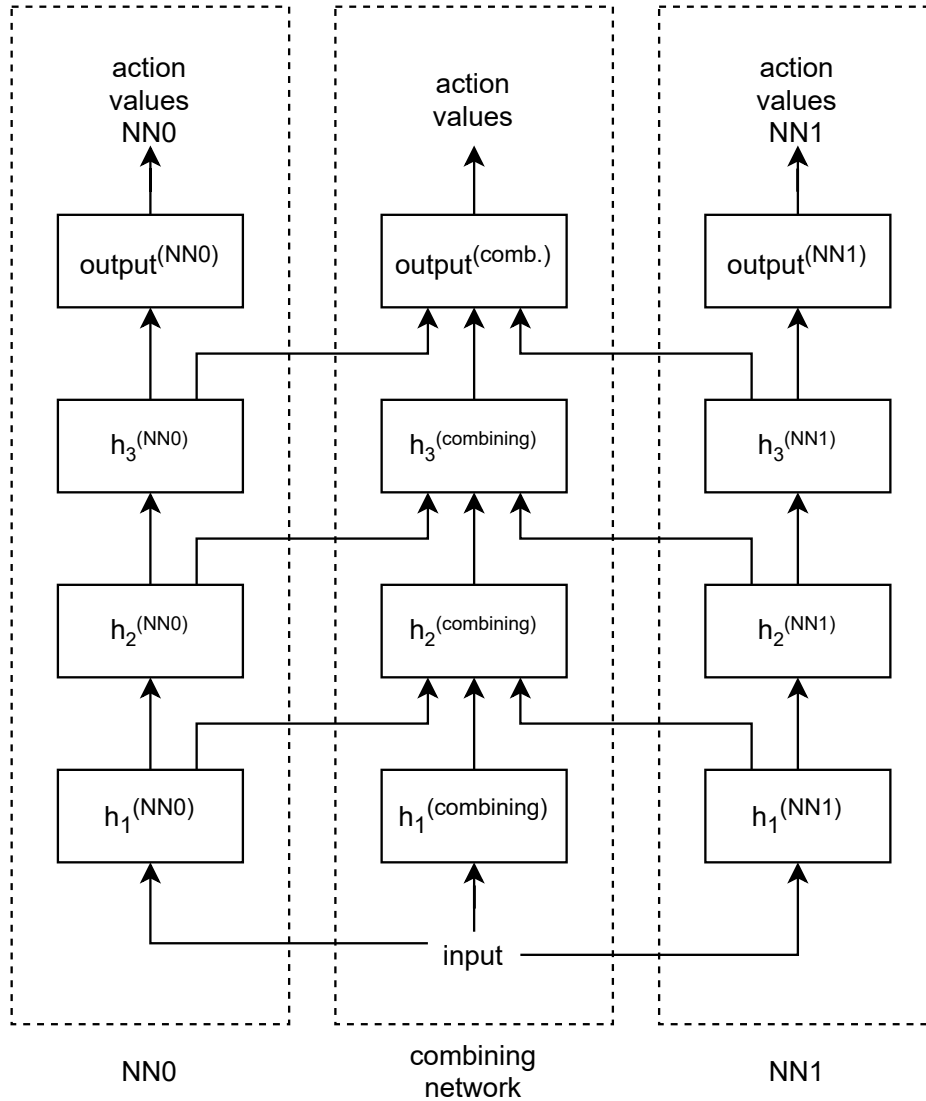 action
values
NN0
action
values
action
values
NN1
output(NN0)
output(comb.)
output(NN1)
h3(NN0)
h3(combining)
h3(NN1)
h2(NN0)
h2(combining)
h2(NN1)
h1(NN0)
h1(combining)
h1(NN1)
input
NN0
combining
network
NN1